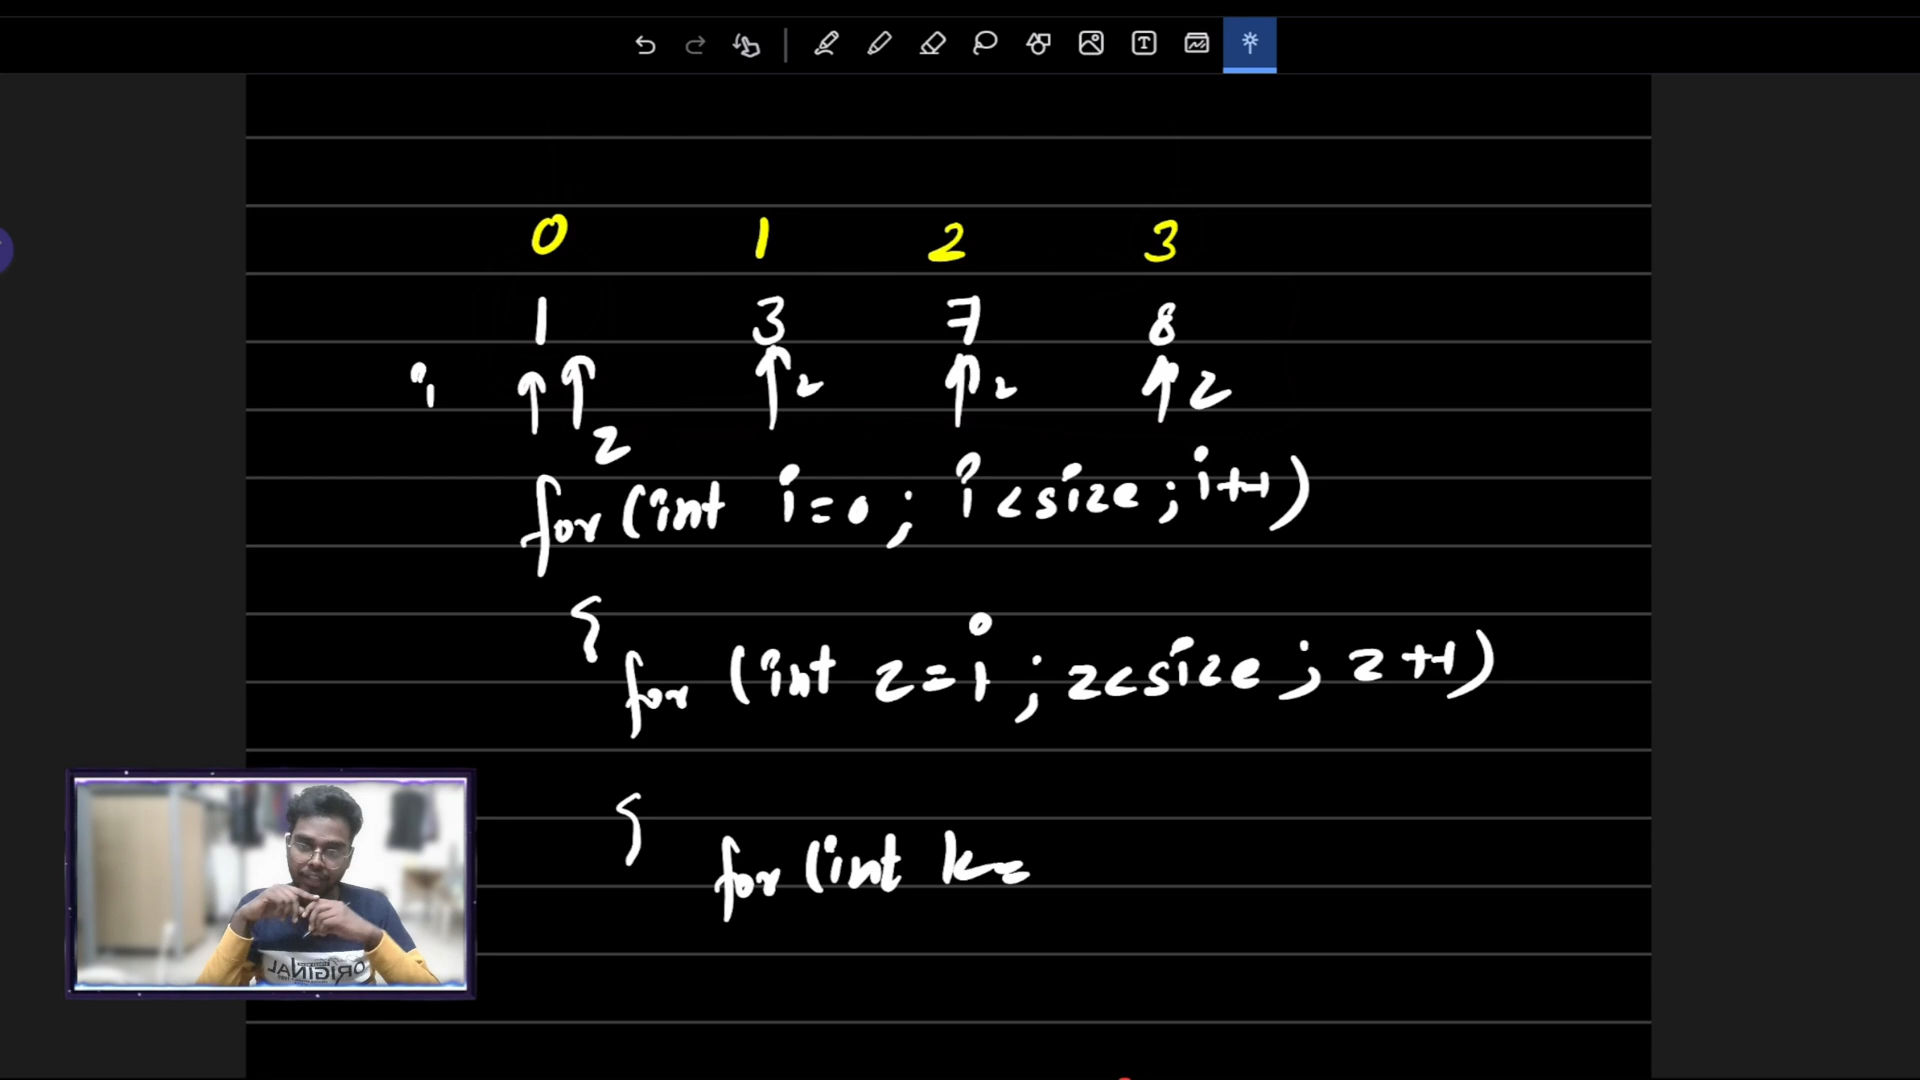 0 1 2 3
1 3 7 8
i 2 2 2
2
for (int i=0; i<size; i++)
{
for (int z=i; z<size; z++)
{
for (int k=
ORIGINAL